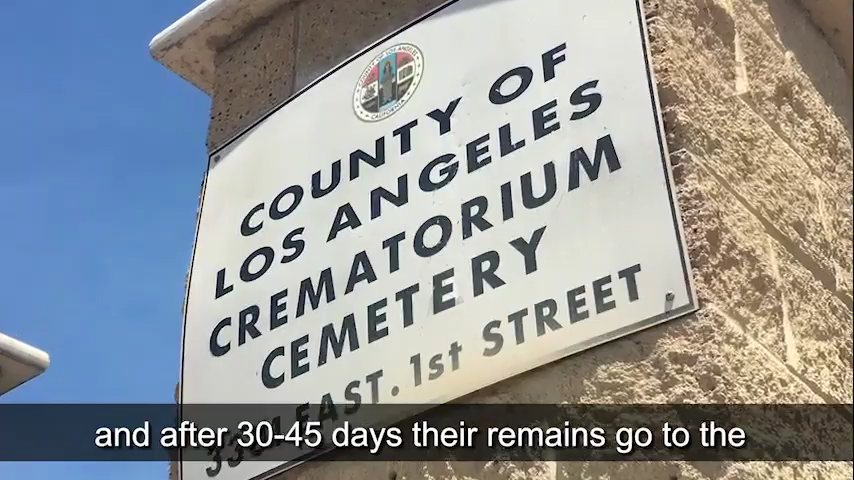 COUNTY OF
LOS ANGELES
CREMATORIUM
CEMETERY
EAST. 1st STREET
and after 30-45 days their remains go to the